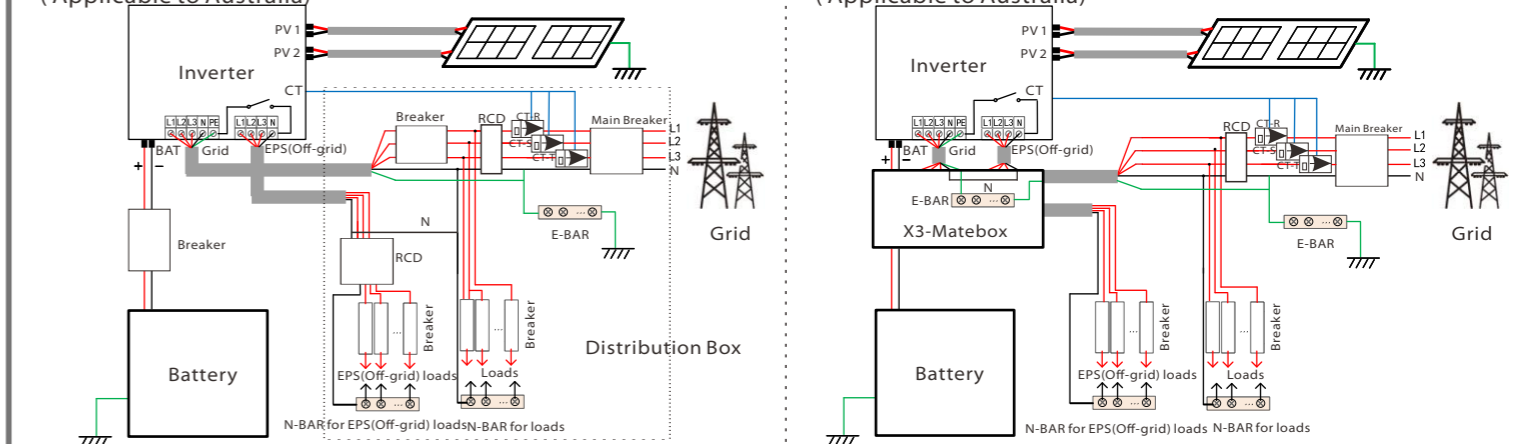 (Applicable to Australia)
PV 1
PV 2
Inverter
CT
L1 L2 L3 N PE
L1 L2 L3 N
BAT
Grid
EPS(Off-grid)
+
−
Breaker
RCD
CT-R
CT-S
CT-T
Main Breaker
L1
L2
L3
N
N
E-BAR
Grid
Breaker
RCD
...
Breaker
...
Breaker
Distribution Box
Battery
EPS(Off-grid) loads
Loads
...
...
N-BAR for EPS(Off-grid) loads
N-BAR for loads
(Applicable to Australia)
PV 1
PV 2
Inverter
CT
L1 L2 L3 N PE
L1 L2 L3 N
BAT
Grid
EPS(Off-grid)
+
−
RCD
CT-R
CT-S
CT-T
Main Breaker
L1
L2
L3
N
N
E-BAR
...
X3-Matebox
...
E-BAR
Grid
...
Breaker
...
Breaker
Battery
EPS(Off-grid) loads
Loads
...
...
N-BAR for EPS(Off-grid) loads
N-BAR for loads